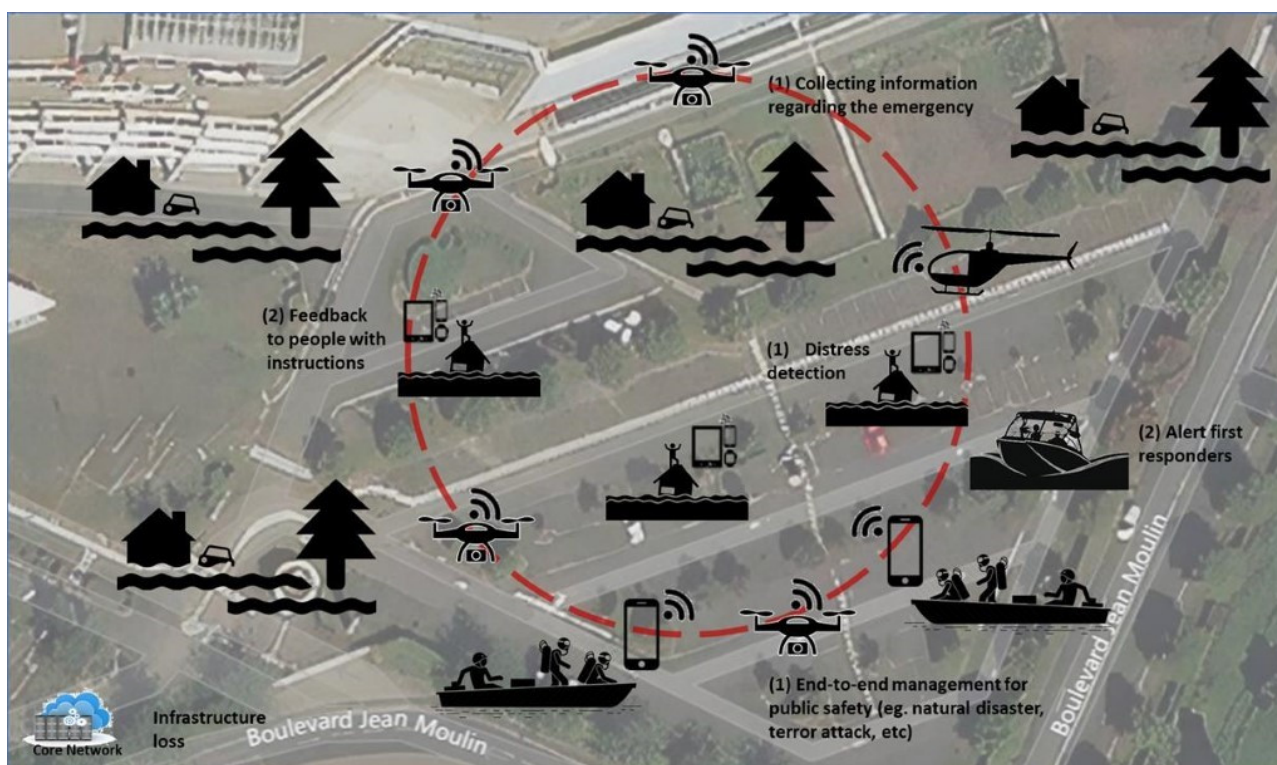 (1) Collecting information
regarding the emergency
(2) Feedback
to people with
instructions
(1) Distress
detection
(2) Alert first
responders
Boulevard Jean Moulin
(1) End-to-end management for
public safety (eg. natural disaster,
terror attack, etc)
Core Network
Infrastructure
loss
Boulevard Jean Moulin